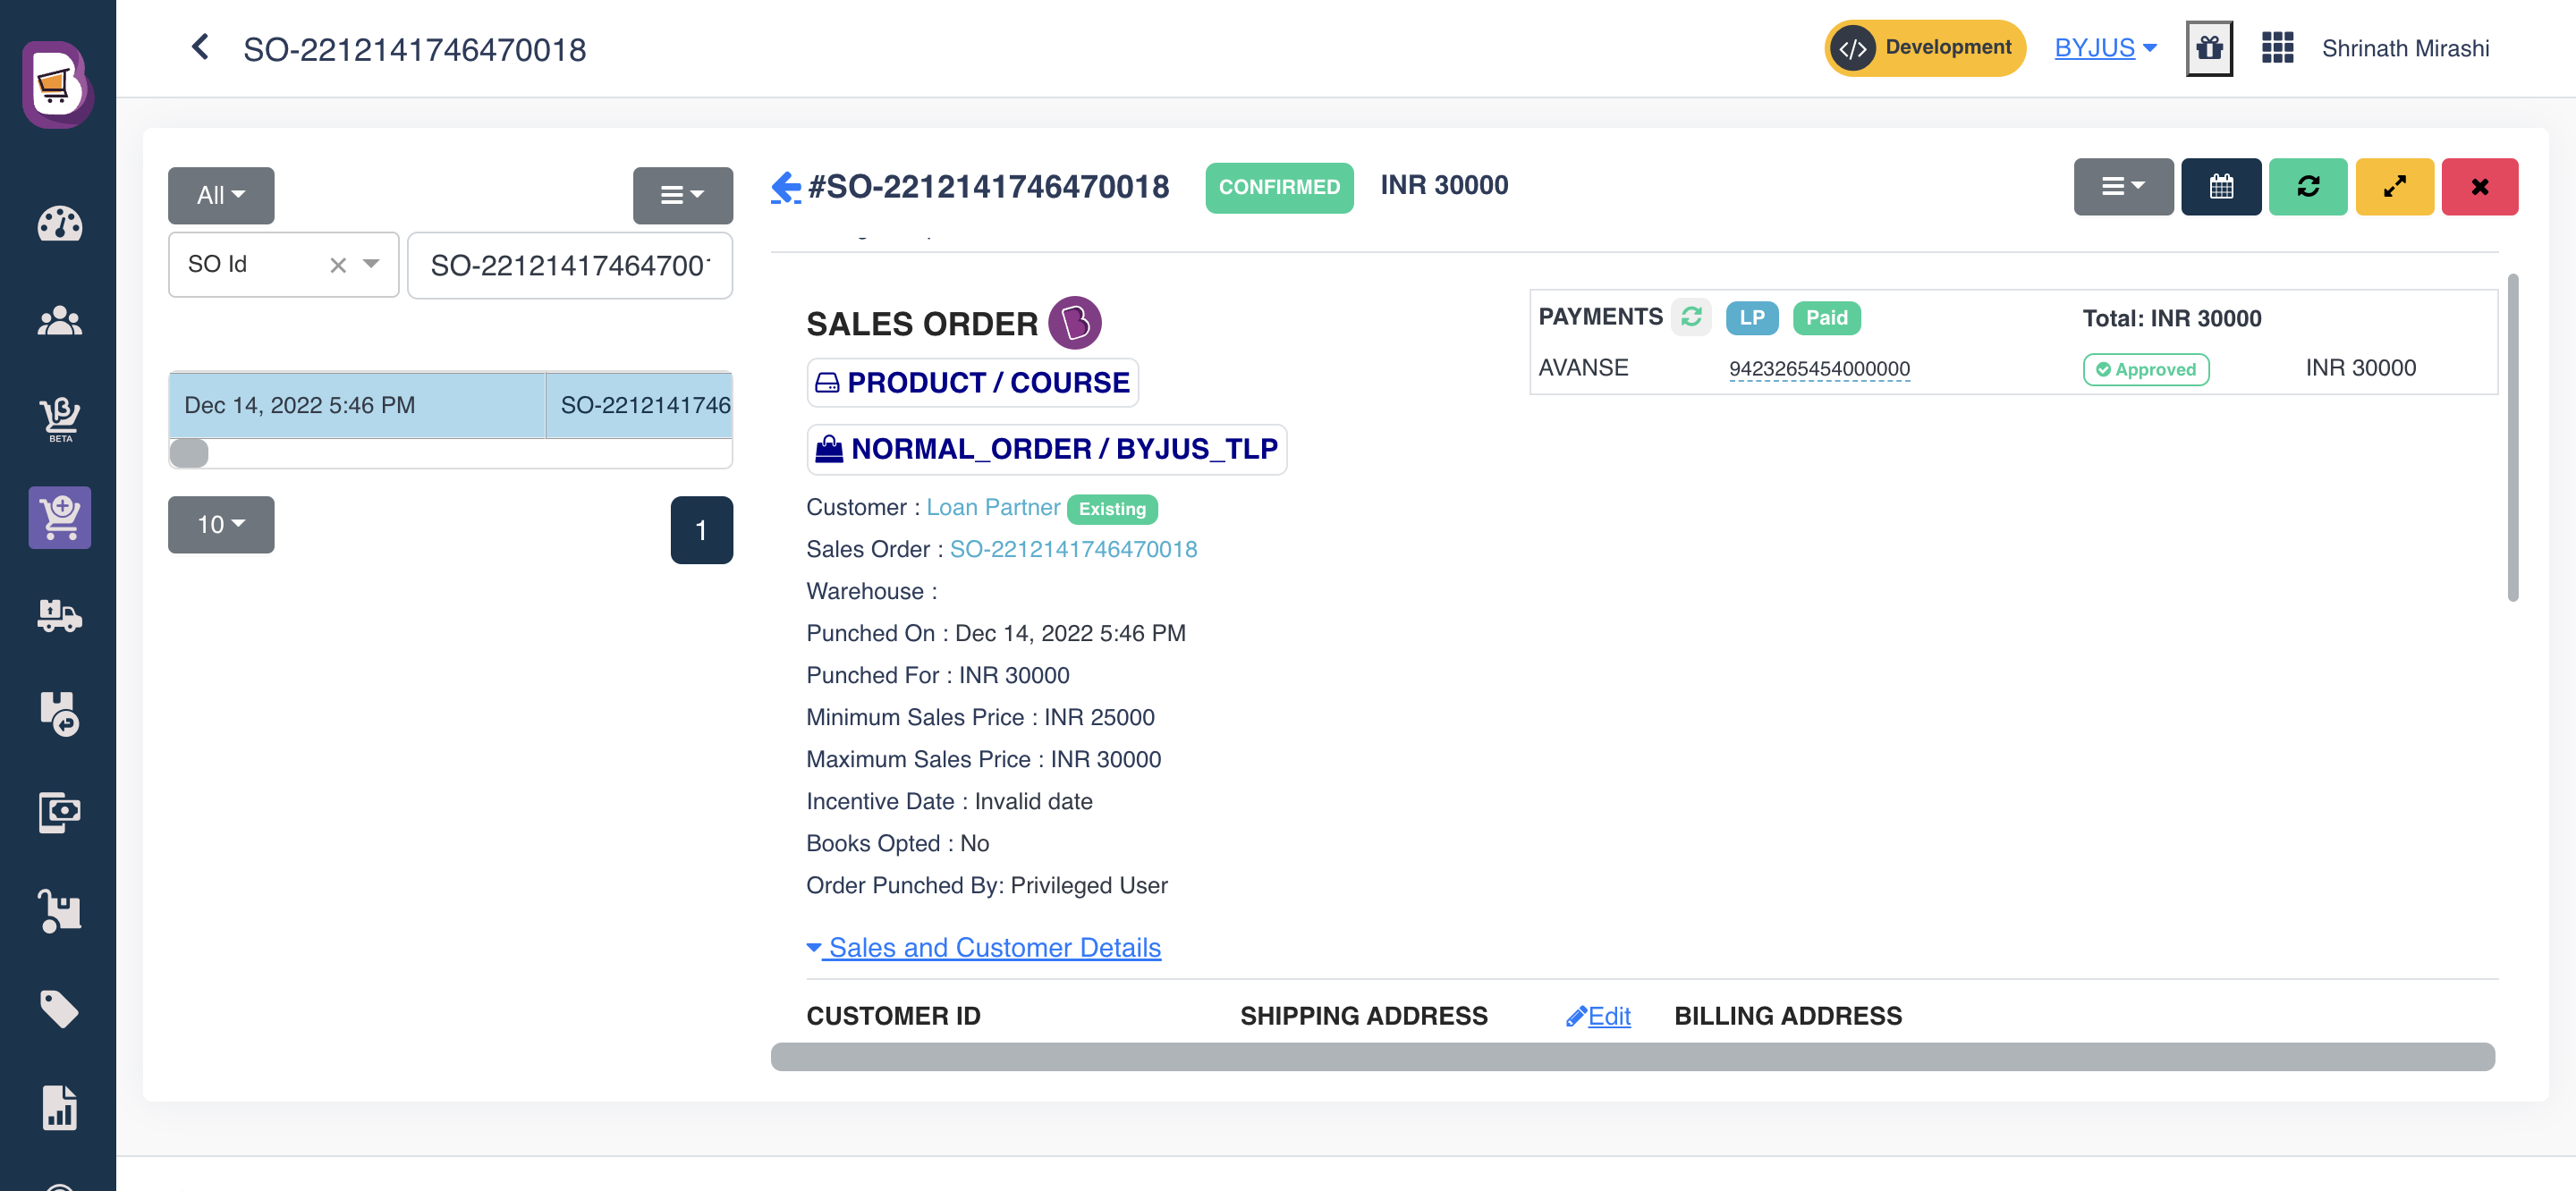 SO-2212141746470018
Development
BYJUS
Shrinath Mirashi
BETA
All
SO Id
SO-221214174647001
Dec 14, 2022 5:46 PM
SO-2212141746
10
1
#SO-2212141746470018
CONFIRMED
INR 30000
SALES ORDER
PRODUCT / COURSE
NORMAL_ORDER / BYJUS_TLP
Customer : Loan Partner Existing
Sales Order : SO-2212141746470018
Warehouse :
Punched On : Dec 14, 2022 5:46 PM
Punched For : INR 30000
Minimum Sales Price : INR 25000
Maximum Sales Price : INR 30000
Incentive Date : Invalid date
Books Opted : No
Order Punched By: Privileged User
PAYMENTS LP Paid Total: INR 30000
AVANSE 9423265454000000 Approved INR 30000
Sales and Customer Details
CUSTOMER ID SHIPPING ADDRESS Edit BILLING ADDRESS